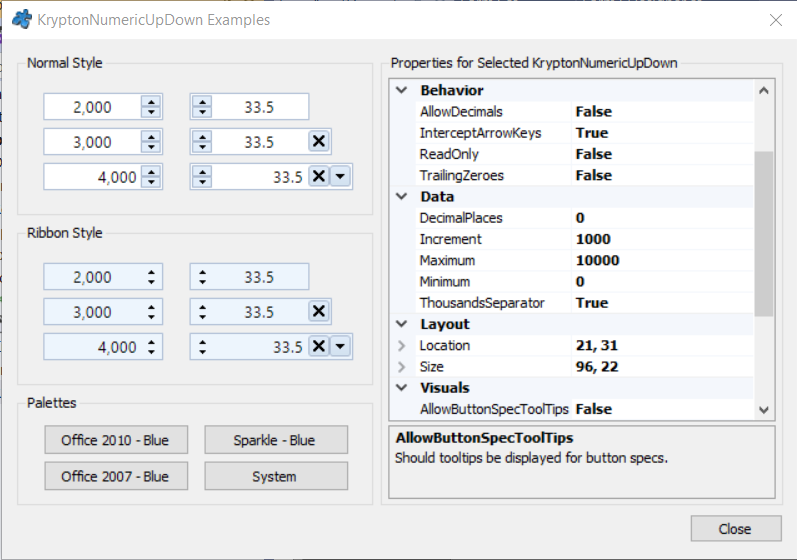 KryptonNumericUpDown Examples
Normal Style
2,000 33.5
3,000 33.5
4,000 33.5
Ribbon Style
2,000 33.5
3,000 33.5
4,000 33.5
Palettes
Office 2010 - Blue Sparkle - Blue
Office 2007 - Blue System
Properties for Selected KryptonNumericUpDown
Behavior
AllowDecimals False
InterceptArrowKeys True
ReadOnly False
TrailingZeroes False
Data
DecimalPlaces 0
Increment 1000
Maximum 10000
Minimum 0
ThousandsSeparator True
Layout
Location 21, 31
Size 96, 22
Visuals
AllowButtonSpecToolTips False
AllowButtonSpecToolTips
Should tooltips be displayed for button specs.
Close